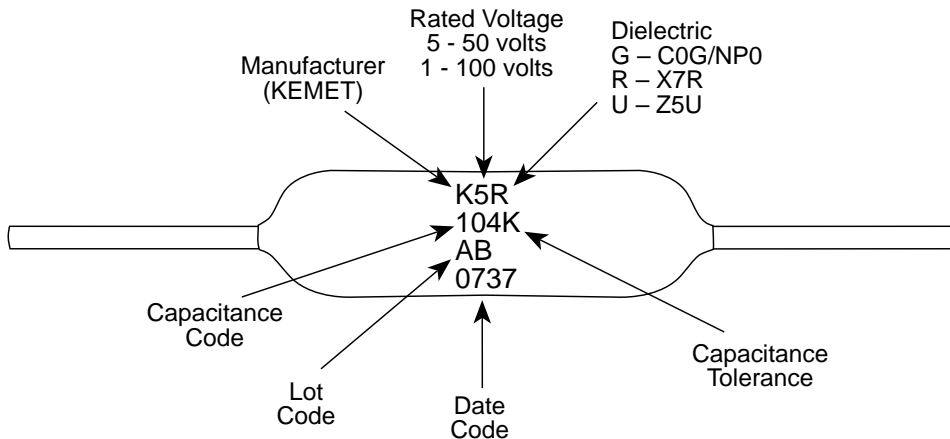 Rated Voltage
5 - 50 volts
1 - 100 volts
Dielectric
G – C0G/NP0
R – X7R
U – Z5U
Manufacturer
(KEMET)
K5R
104K
AB
0737
Capacitance
Code
Lot
Code
Date
Code
Capacitance
Tolerance